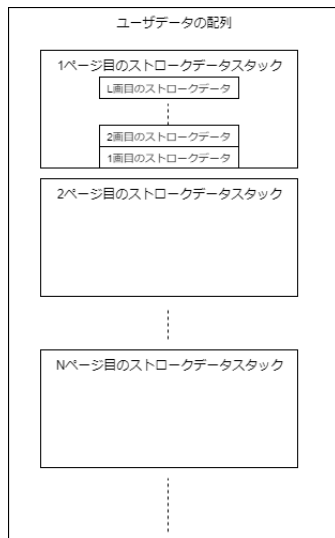 ユーザデータの配列
1ページ目のストロークデータスタック
L画目のストロークデータ
2画目のストロークデータ
1画目のストロークデータ
2ページ目のストロークデータスタック
Nページ目のストロークデータスタック